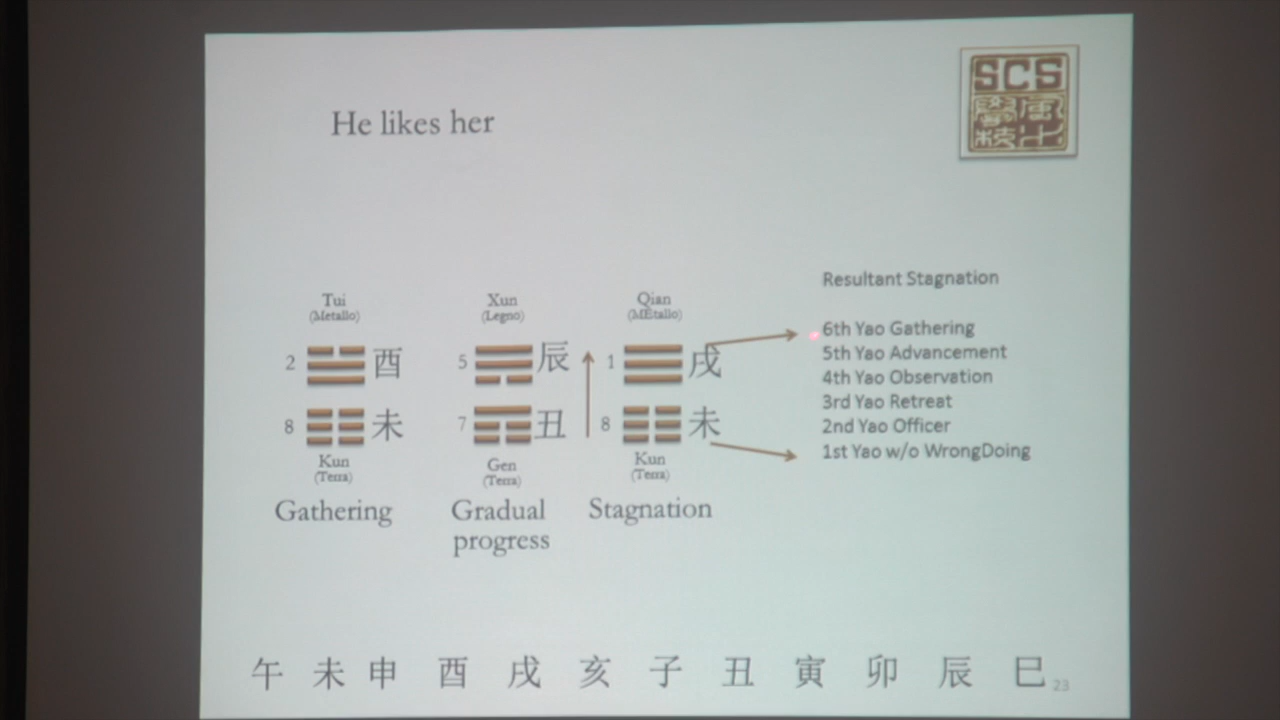 SCS
He likes her
Tui
(Metallo)
2
酉
8
未
Kun
(Terra)
Gathering
Xun
(Legno)
5
辰
7
丑
Gen
(Terra)
Gradual
progress
Qian
(MEtallo)
1
戌
8
未
Kun
(Terra)
Stagnation
Resultant Stagnation
6th Yao Gathering
5th Yao Advancement
4th Yao Observation
3rd Yao Retreat
2nd Yao Officer
1st Yao w/o WrongDoing
午 未 申 酉 戌 亥 子 丑 寅 卯 辰 巳
23